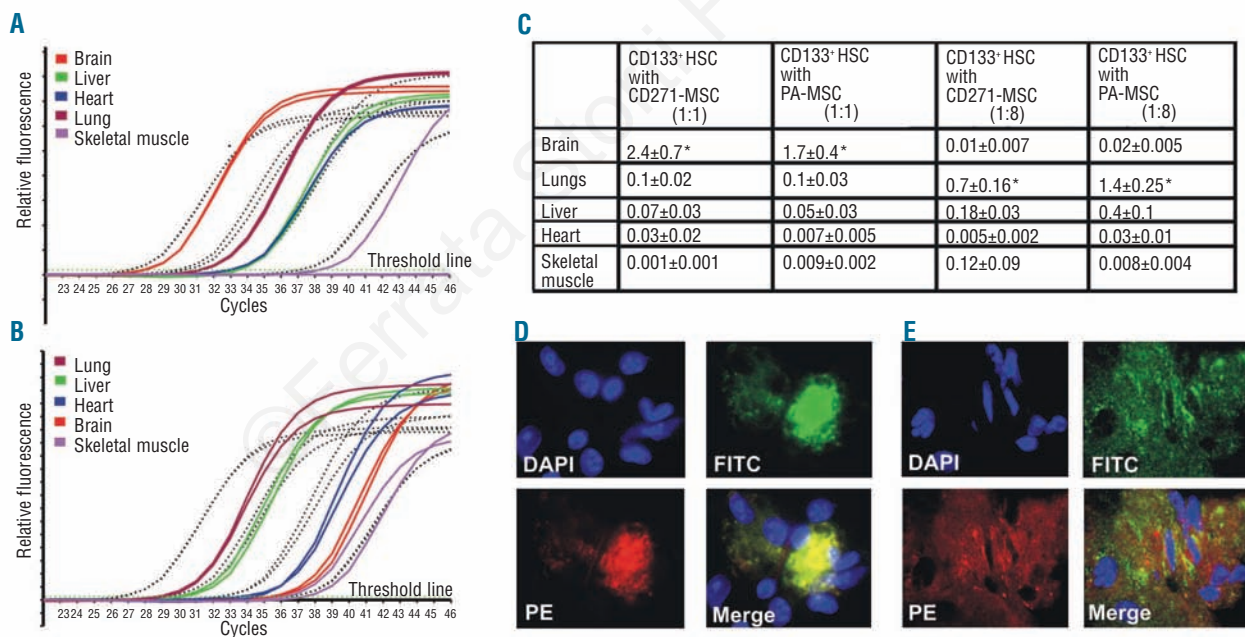 A
Relative fluorescence
Brain
Liver
Heart
Lung
Skeletal muscle
Threshold line
23 24 25 26 27 28 29 30 31 32 33 34 35 36 37 38 39 40 41 42 43 44 45 46
Cycles
B
Relative fluorescence
Lung
Liver
Heart
Brain
Skeletal muscle
Threshold line
23 24 25 26 27 28 29 30 31 32 33 34 35 36 37 38 39 40 41 42 43 44 45 46
Cycles
C
CD133+ HSC with CD271-MSC (1:1)
CD133+ HSC with PA-MSC (1:1)
CD133+ HSC with CD271-MSC (1:8)
CD133+ HSC with PA-MSC (1:8)
Brain 2.4±0.7* 1.7±0.4* 0.01±0.007 0.02±0.005
Lungs 0.1±0.02 0.1±0.03 0.7±0.16* 1.4±0.25*
Liver 0.07±0.03 0.05±0.03 0.18±0.03 0.4±0.1
Heart 0.03±0.02 0.007±0.005 0.005±0.002 0.03±0.01
Skeletal muscle 0.001±0.001 0.009±0.002 0.12±0.09 0.008±0.004
D
DAPI
FITC
PE
Merge
E
DAPI
FITC
PE
Merge